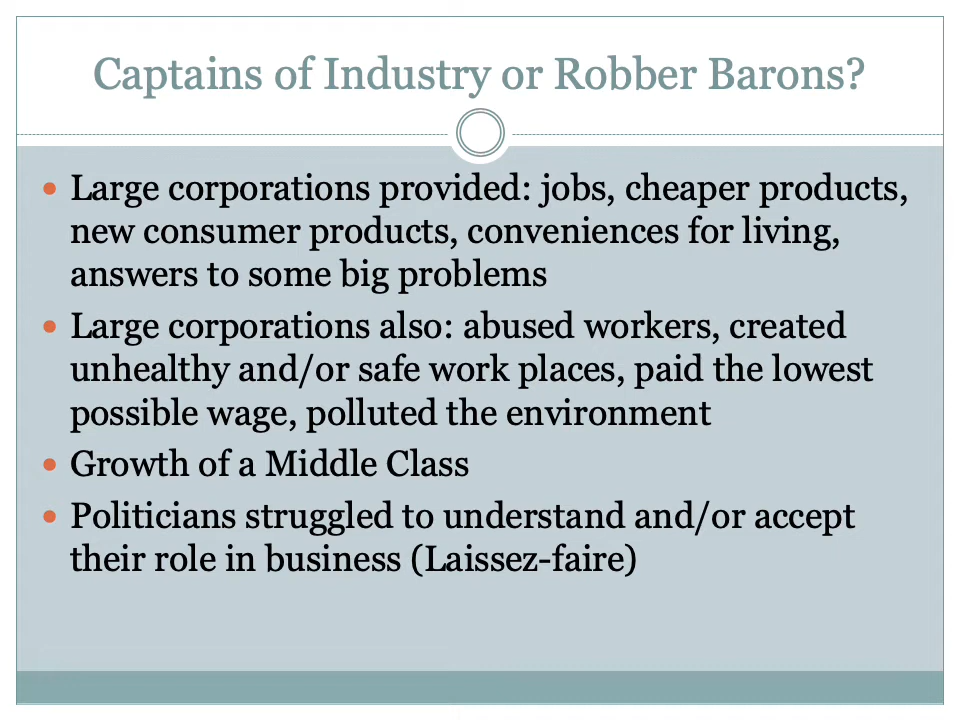 Captains of Industry or Robber Barons?
• Large corporations provided: jobs, cheaper products,
new consumer products, conveniences for living,
answers to some big problems
• Large corporations also: abused workers, created
unhealthy and/or safe work places, paid the lowest
possible wage, polluted the environment
• Growth of a Middle Class
• Politicians struggled to understand and/or accept
their role in business (Laissez-faire)